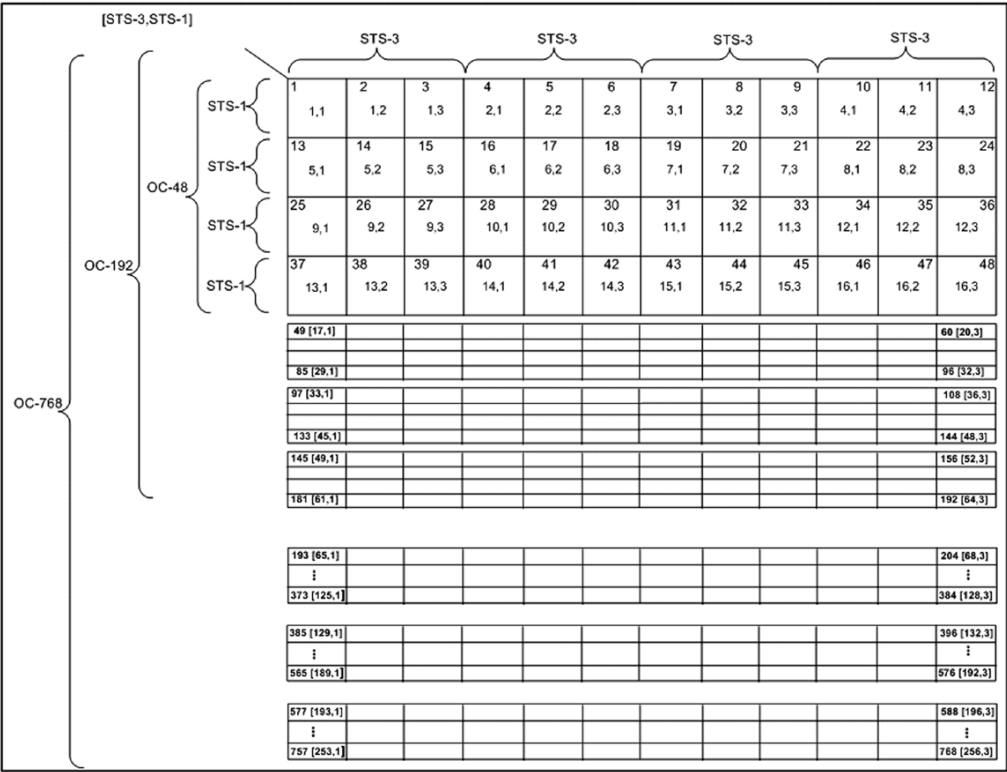 [STS-3,STS-1]
STS-3 STS-3 STS-3 STS-3
1 2 3 4 5 6 7 8 9 10 11 12
STS-1 1,1 1,2 1,3 2,1 2,2 2,3 3,1 3,2 3,3 4,1 4,2 4,3
13 14 15 16 17 18 19 20 21 22 23 24
STS-1 5,1 5,2 5,3 6,1 6,2 6,3 7,1 7,2 7,3 8,1 8,2 8,3
OC-48
25 26 27 28 29 30 31 32 33 34 35 36
STS-1 9,1 9,2 9,3 10,1 10,2 10,3 11,1 11,2 11,3 12,1 12,2 12,3
OC-192
37 38 39 40 41 42 43 44 45 46 47 48
STS-1 13,1 13,2 13,3 14,1 14,2 14,3 15,1 15,2 15,3 16,1 16,2 16,3
49 [17,1] 60 [20,3]
85 [29,1] 96 [32,3]
97 [33,1] 108 [36,3]
OC-768
133 [45,1] 144 [48,3]
145 [49,1] 156 [52,3]
181 [61,1] 192 [64,3]
193 [65,1] 204 [68,3]
⋮ ⋮
373 [125,1] 384 [128,3]
385 [129,1] 396 [132,3]
⋮ ⋮
565 [189,1] 576 [192,3]
577 [193,1] 588 [196,3]
⋮ ⋮
757 [253,1] 768 [256,3]